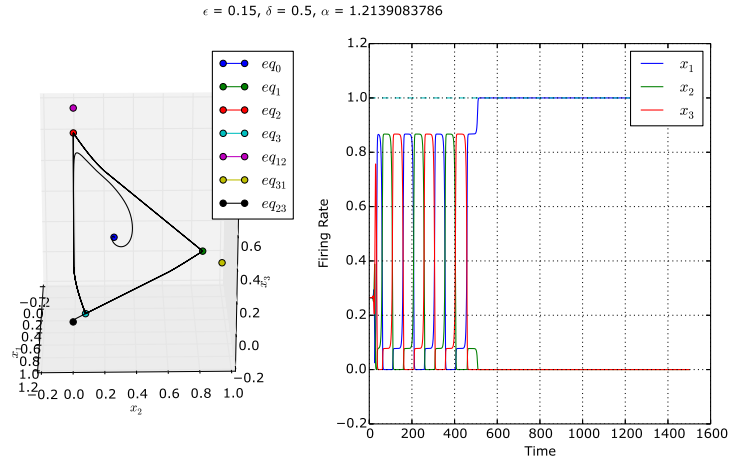 ϵ = 0.15, δ = 0.5, α = 1.2139083786
eq0
eq1
eq2
eq3
eq12
eq31
eq23
0.6
0.4
0.2
0.0
−0.2
x3
−0.2
0.0
0.2
0.4
0.6
0.8
1.0
1.2
−0.2 0.0 0.2 0.4 0.6 0.8 1.0
x2
Firing Rate
1.2
1.0
0.8
0.6
0.4
0.2
0.0
−0.2
x1
x2
x3
0 200 400 600 800 1000 1200 1400 1600
Time